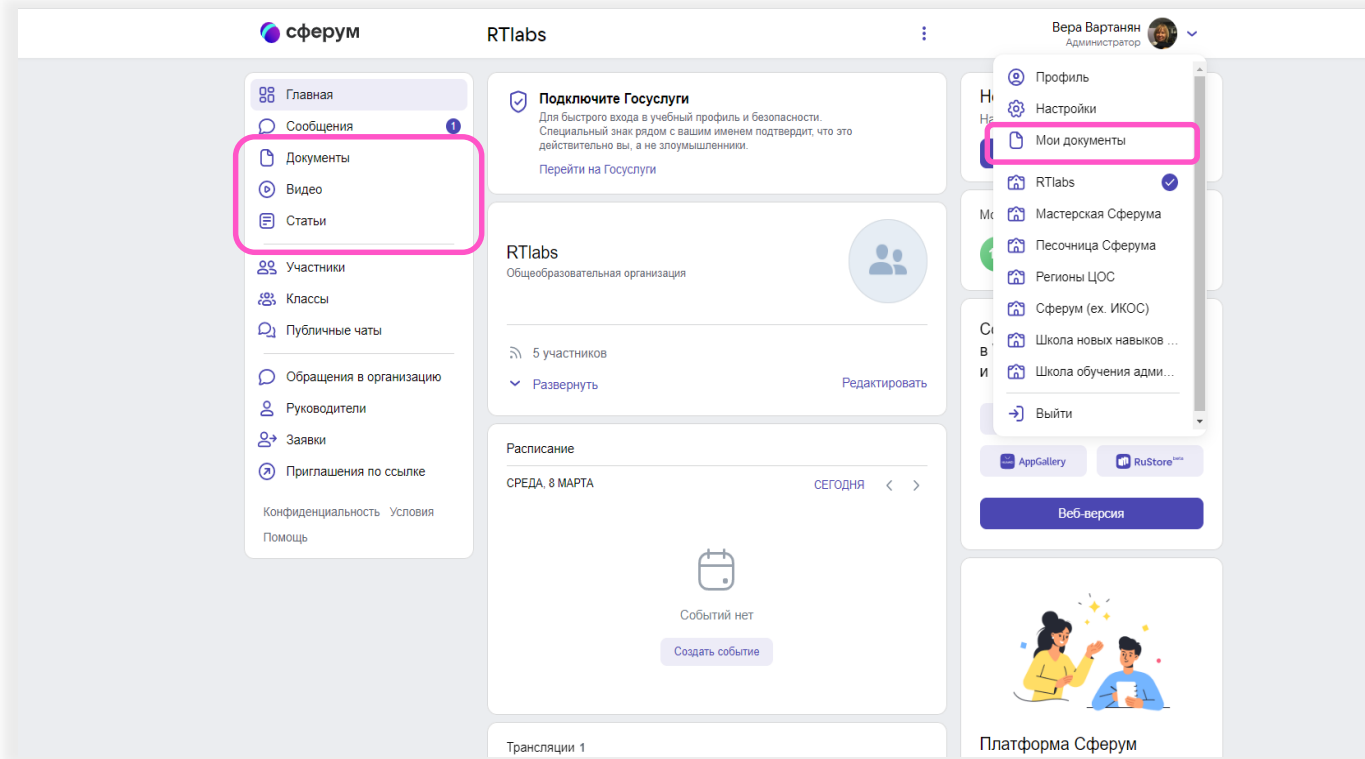 сферум
RTlabs
Вера Вартанян
Администратор
Главная
Сообщения 1
Документы
Видео
Статьи
Участники
Классы
Публичные чаты
Обращения в организацию
Руководители
Заявки
Приглашения по ссылке
Конфиденциальность Условия
Помощь
Подключите Госуслуги
Для быстрого входа в учебный профиль и безопасности.
Специальный знак рядом с вашим именем подтвердит, что это
действительно вы, а не злоумышленники.
Перейти на Госуслуги
RTlabs
Общеобразовательная организация
5 участников
Развернуть
Редактировать
Расписание
СРЕДА, 8 МАРТА
СЕГОДНЯ
Событий нет
Создать событие
Трансляции 1
Профиль
Настройки
Мои документы
RTlabs
Мастерская Сферума
Песочница Сферума
Регионы ЦОС
Сферум (ex. ИКОС)
Школа новых навыков ...
Школа обучения адми...
Выйти
в
и
AppGallery
RuStore
Веб-версия
Платформа Сферум